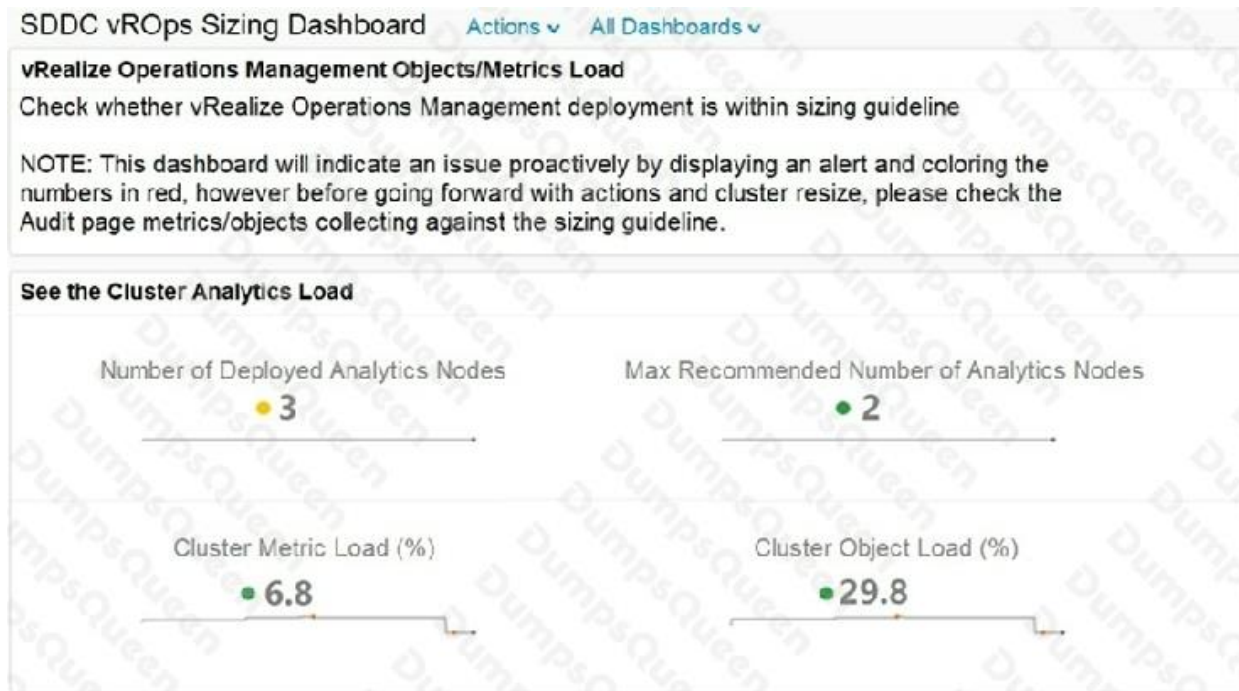 SDDC vROps Sizing Dashboard Actions All Dashboards
vRealize Operations Management Objects/Metrics Load
Check whether vRealize Operations Management deployment is within sizing guideline
NOTE: This dashboard will indicate an issue proactively by displaying an alert and coloring the
numbers in red, however before going forward with actions and cluster resize, please check the
Audit page metrics/objects collecting against the sizing guideline.
See the Cluster Analytics Load
Number of Deployed Analytics Nodes Max Recommended Number of Analytics Nodes
3 2
Cluster Metric Load (%) Cluster Object Load (%)
6.8 29.8
DumpsQueen